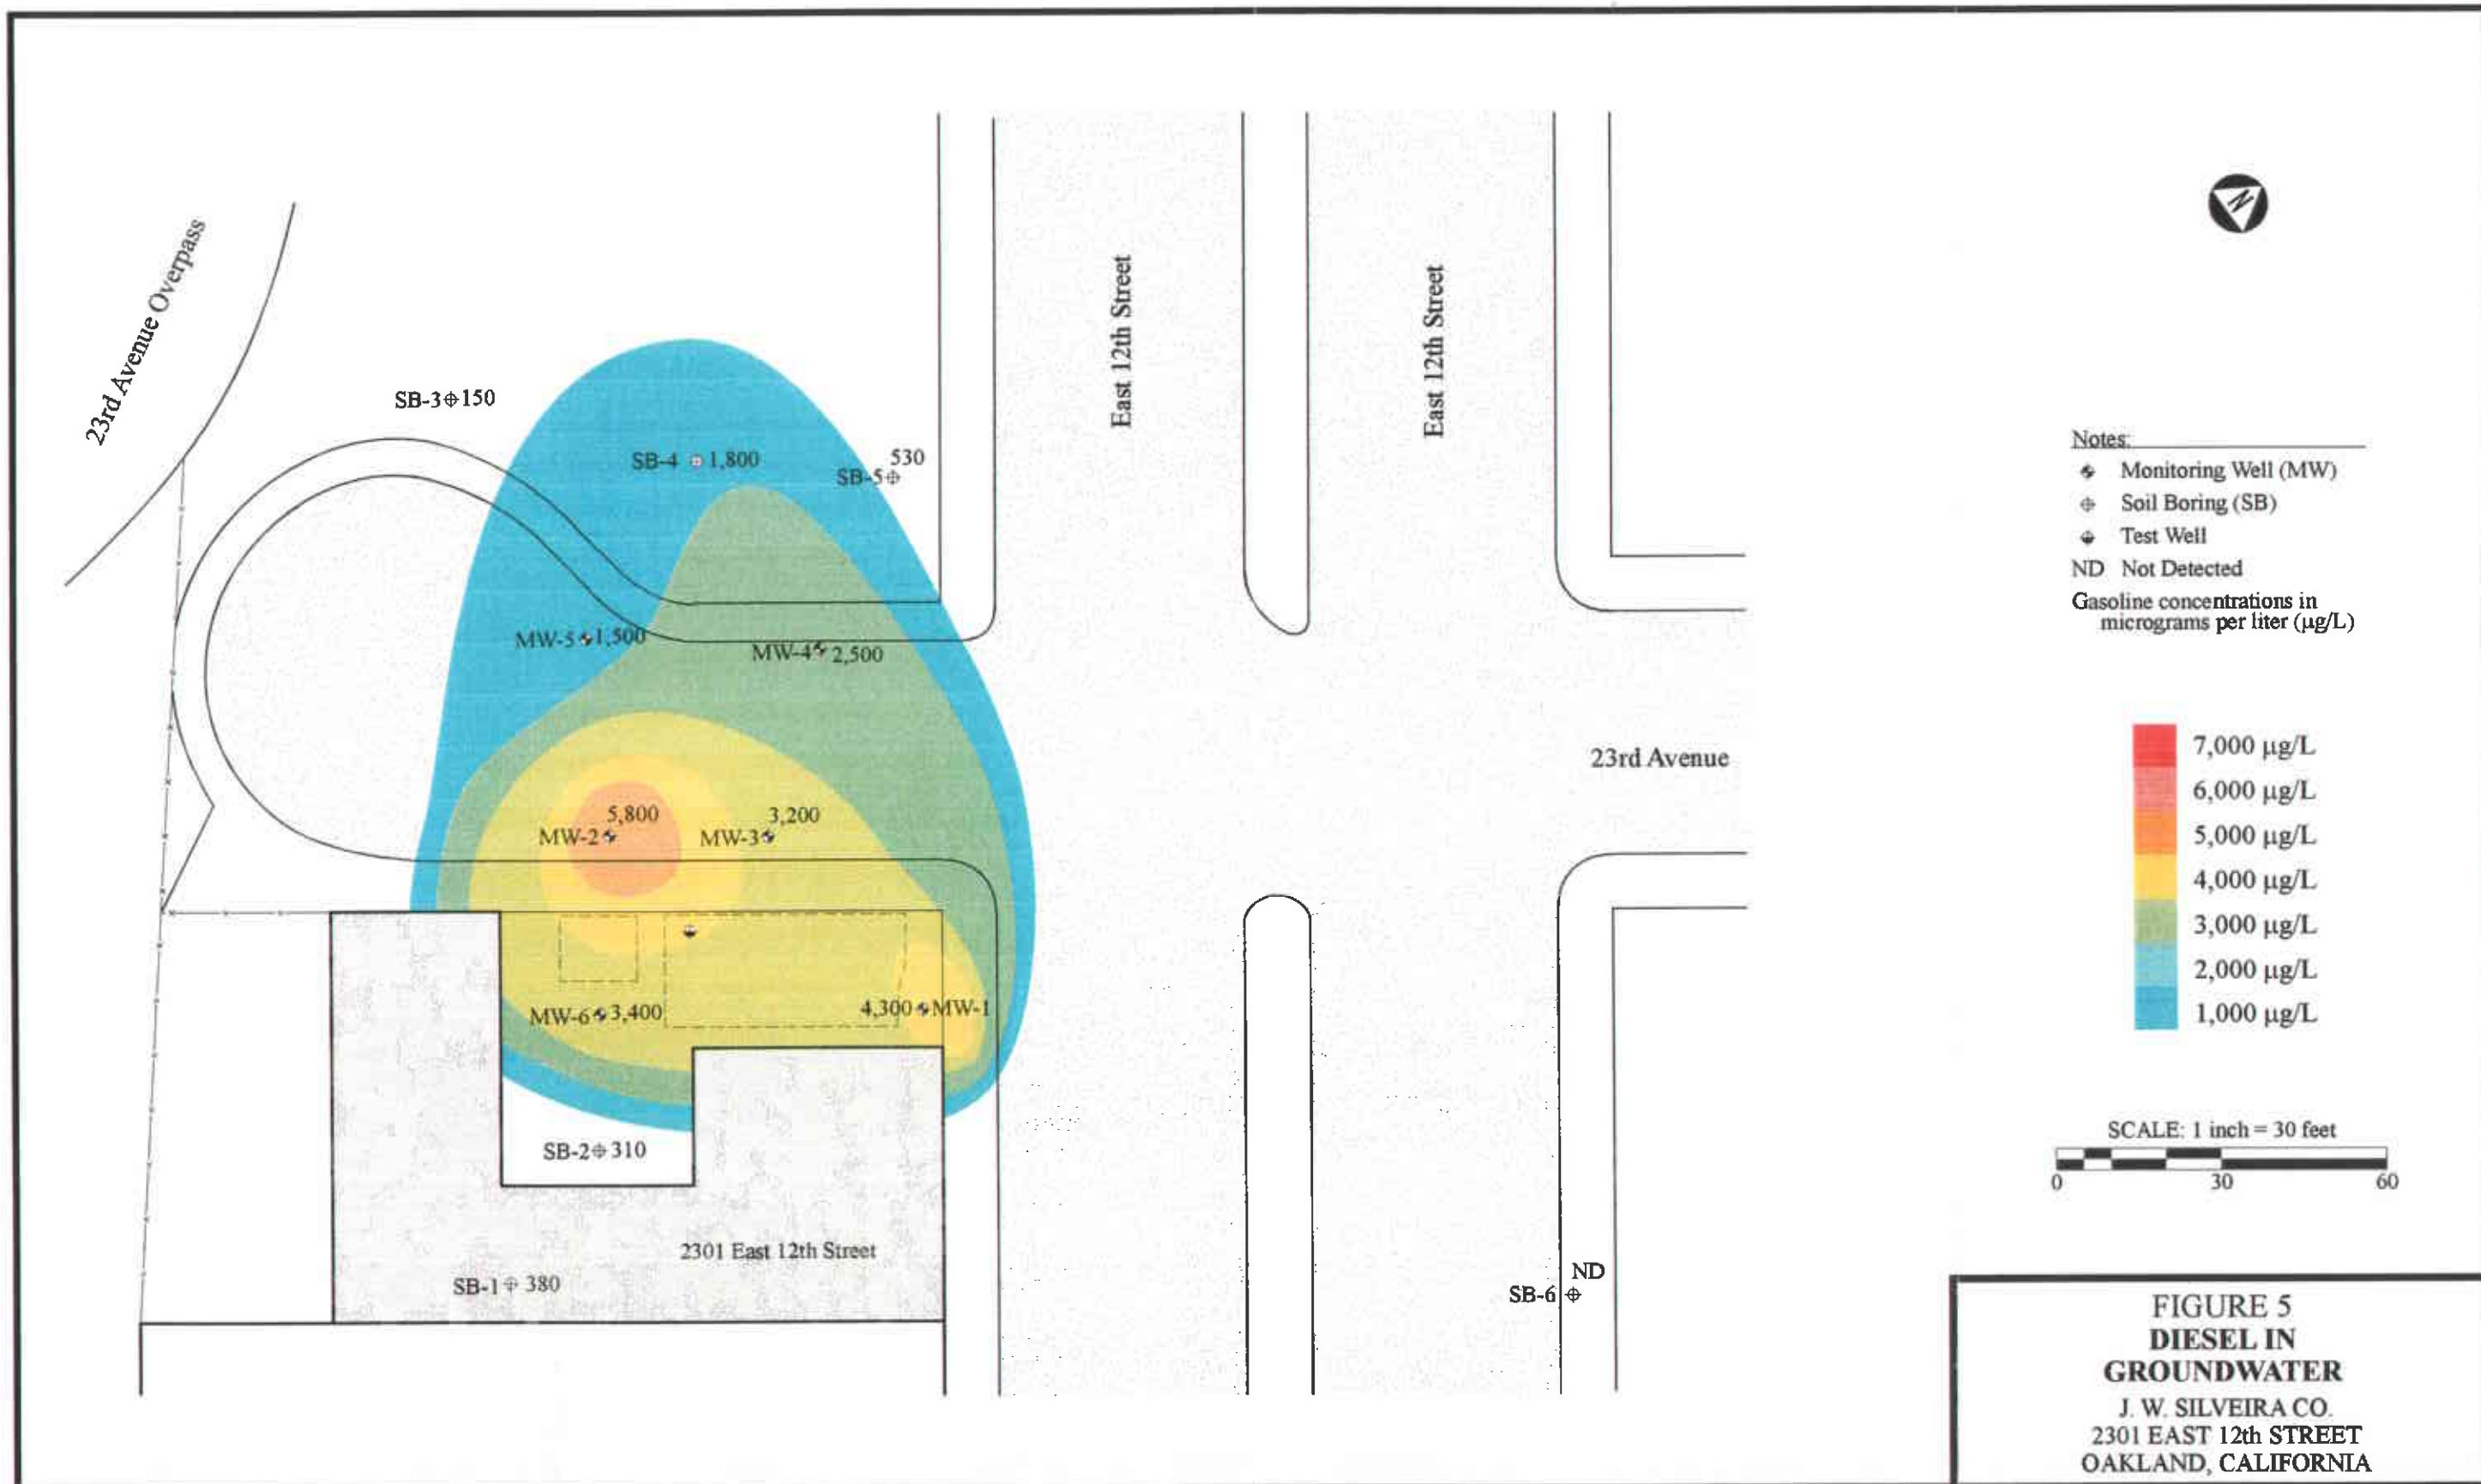 23rd Avenue Overpass
East 12th Street
East 12th Street
N
SB-3 150
SB-4 1,800
530
SB-5
Notes:
Monitoring Well (MW)
Soil Boring (SB)
Test Well
ND Not Detected
Gasoline concentrations in
micrograms per liter (µg/L)
MW-5 1,500
MW-4 2,500
7,000 µg/L
6,000 µg/L
5,000 µg/L
4,000 µg/L
3,000 µg/L
2,000 µg/L
1,000 µg/L
23rd Avenue
5,800
MW-2
3,200
MW-3
MW-6 3,400
4,300 MW-1
SB-2 310
SCALE: 1 inch = 30 feet
0 30 60
2301 East 12th Street
SB-1 380
ND
SB-6
FIGURE 5
DIESEL IN
GROUNDWATER
J. W. SILVEIRA CO.
2301 EAST 12th STREET
OAKLAND, CALIFORNIA